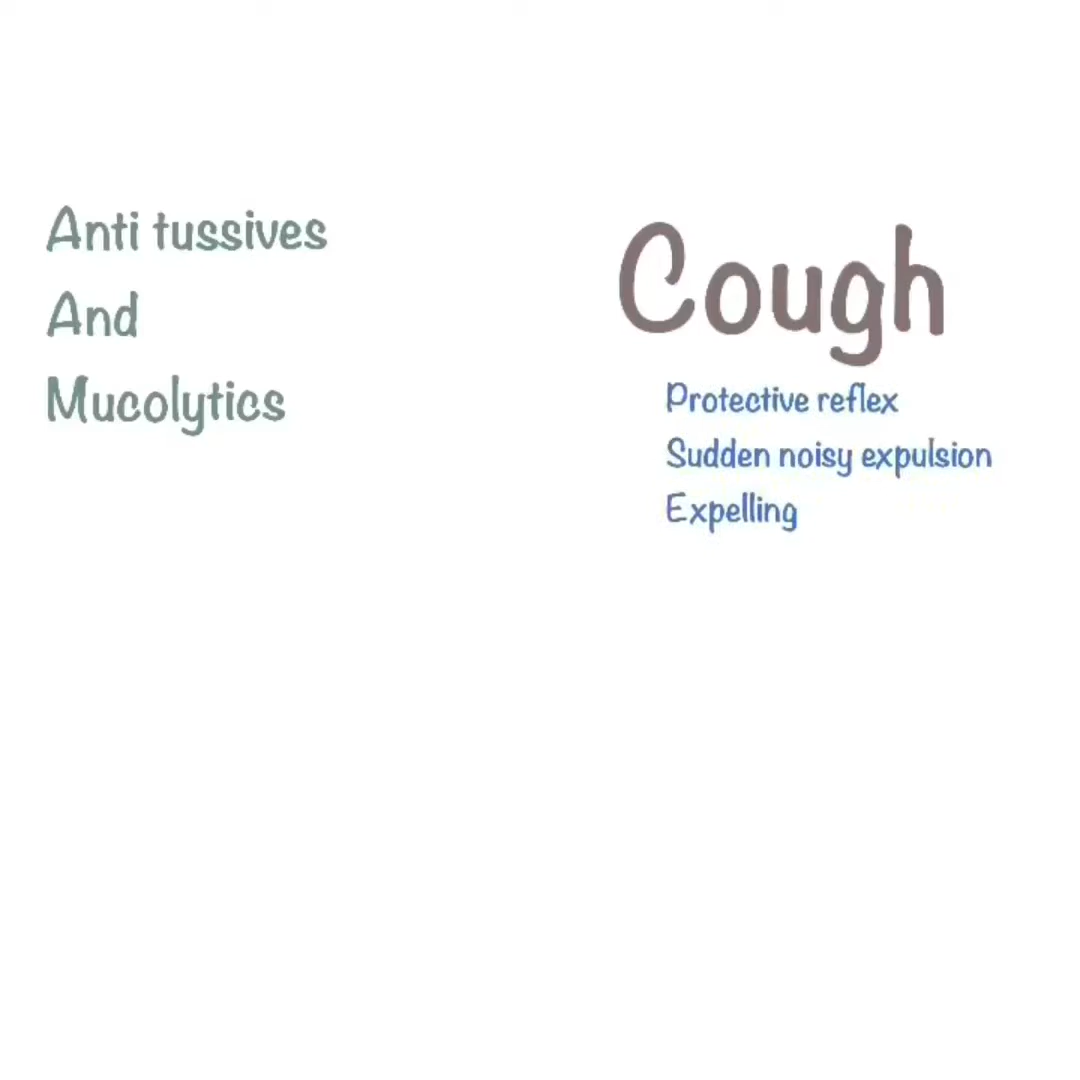 Anti tussives
And
Mucolytics
Cough
Protective reflex
Sudden noisy expulsion
Expelling